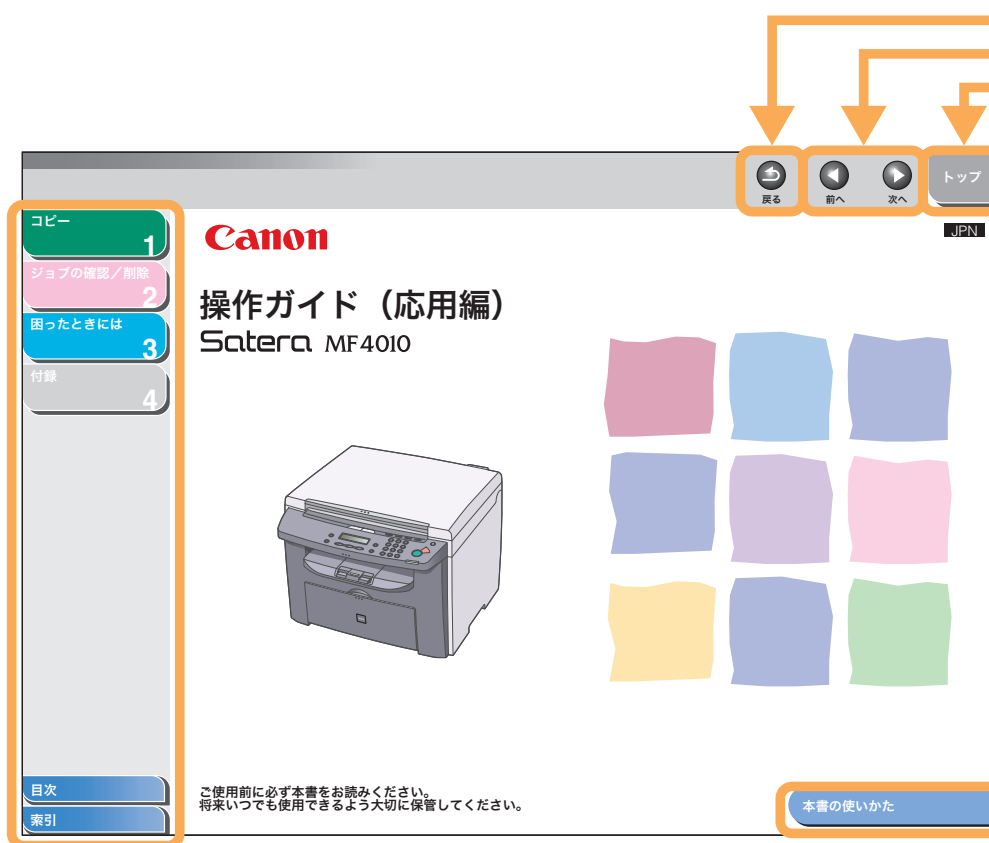 戻る
前へ
次へ
トップ
JPN
コピー
1
ジョブの確認／削除
2
困ったときには
3
付録
4
Canon
操作ガイド（応用編）
Satera MF4010
ご使用前に必ず本書をお読みください。
将来いつでも使用できるよう大切に保管してください。
目次
索引
本書の使いかた